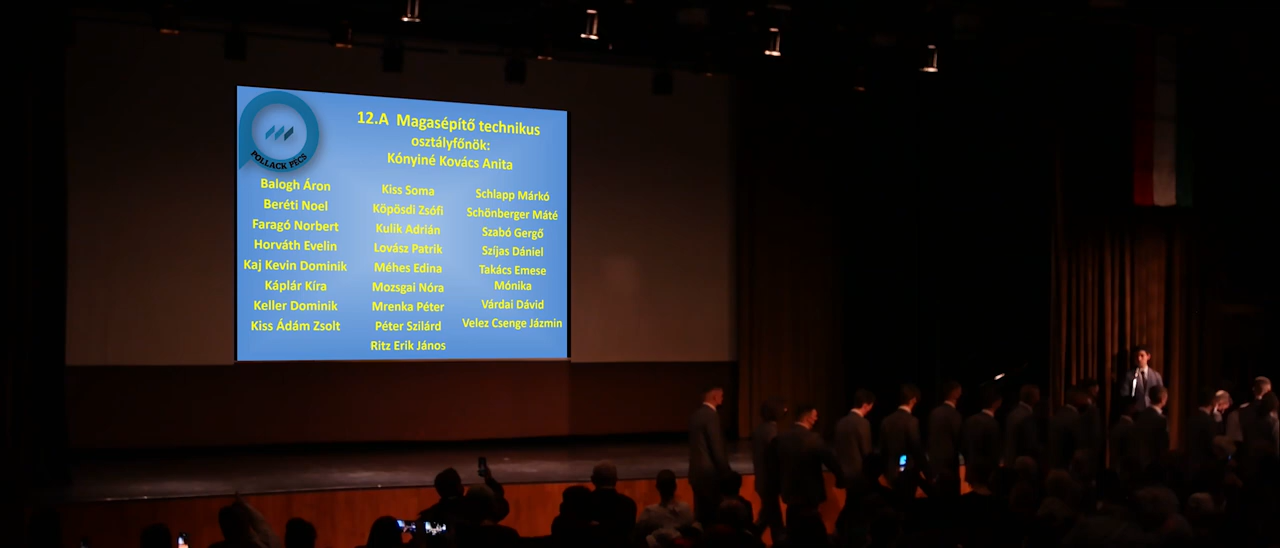 POLLACK PÉCS
12.A Magasépítő technikus
osztályfőnök:
Kónyiné Kovács Anita
Balogh Áron
Beréti Noel
Faragó Norbert
Horváth Evelin
Kaj Kevin Dominik
Káplár Kíra
Keller Dominik
Kiss Ádám Zsolt
Kiss Soma
Köpösdi Zsófi
Kulik Adrián
Lovász Patrik
Méhes Edina
Mozsgai Nóra
Mrenka Péter
Péter Szilárd
Ritz Erik János
Schlapp Márkó
Schönberger Máté
Szabó Gergő
Szíjas Dániel
Takács Emese
Mónika
Várdai Dávid
Velez Csenge Jázmin